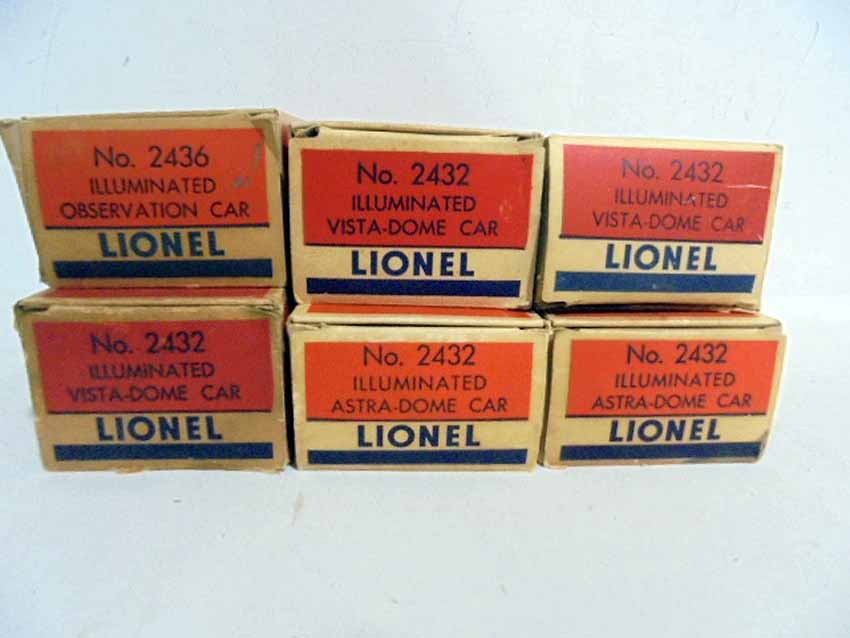 No. 2436
ILLUMINATED
OBSERVATION CAR
LIONEL
No. 2432
ILLUMINATED
VISTA-DOME CAR
LIONEL
No. 2432
ILLUMINATED
VISTA-DOME CAR
LIONEL
No. 2432
ILLUMINATED
VISTA-DOME CAR
LIONEL
No. 2432
ILLUMINATED
ASTRA-DOME CAR
LIONEL
No. 2432
ILLUMINATED
ASTRA-DOME CAR
LIONEL